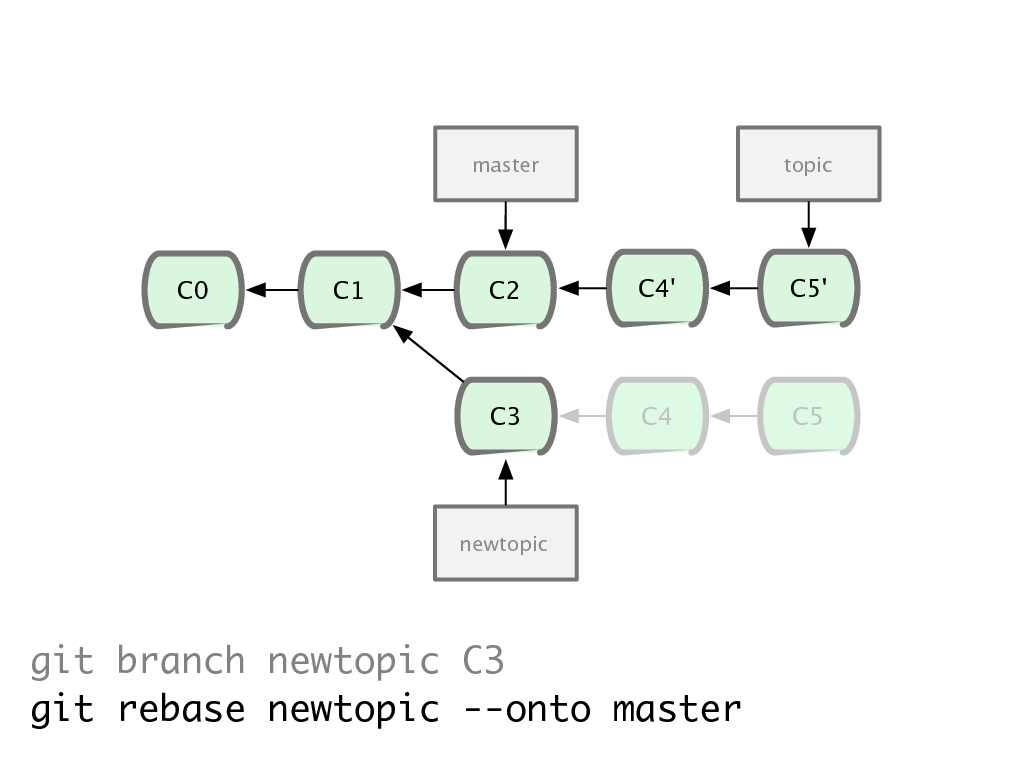 master
topic
C0
C1
C2
C4'
C5'
C3
C4
C5
newtopic
git branch newtopic C3
git rebase newtopic --onto master